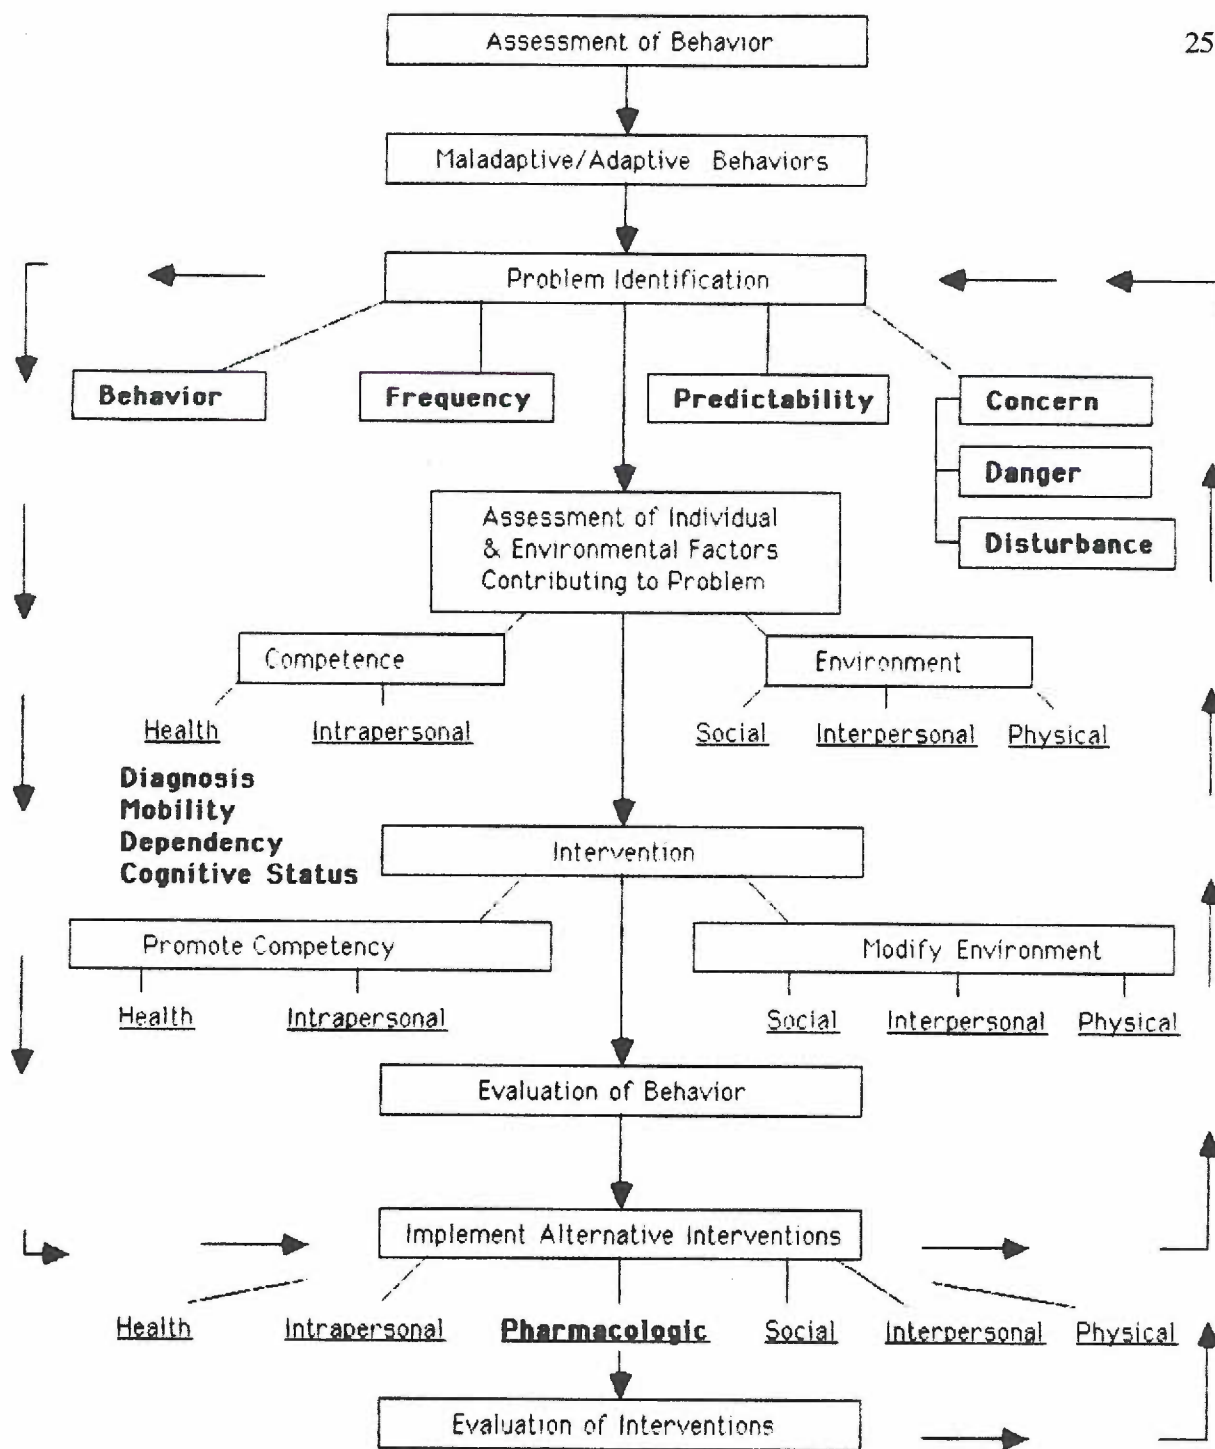 25
Assessment of Behavior
Maladaptive/Adaptive Behaviors
Problem Identification
Behavior
Frequency
Predictability
Concern
Danger
Disturbance
Assessment of Individual
& Environmental Factors
Contributing to Problem
Competence
Environment
Health
Intrapersonal
Social
Interpersonal
Physical
Diagnosis
Mobility
Dependency
Cognitive Status
Intervention
Promote Competency
Modify Environment
Health
Intrapersonal
Social
Interpersonal
Physical
Evaluation of Behavior
Implement Alternative Interventions
Health
Intrapersonal
Pharmacologic
Social
Interpersonal
Physical
Evaluation of Interventions